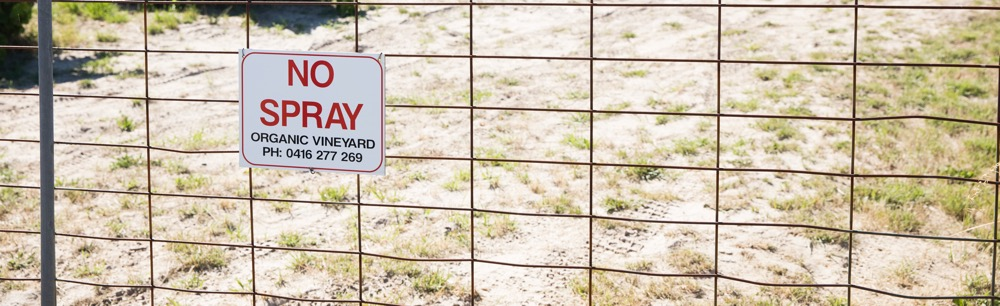 NO
SPRAY
ORGANIC VINEYARD
PH: 0416 277 269